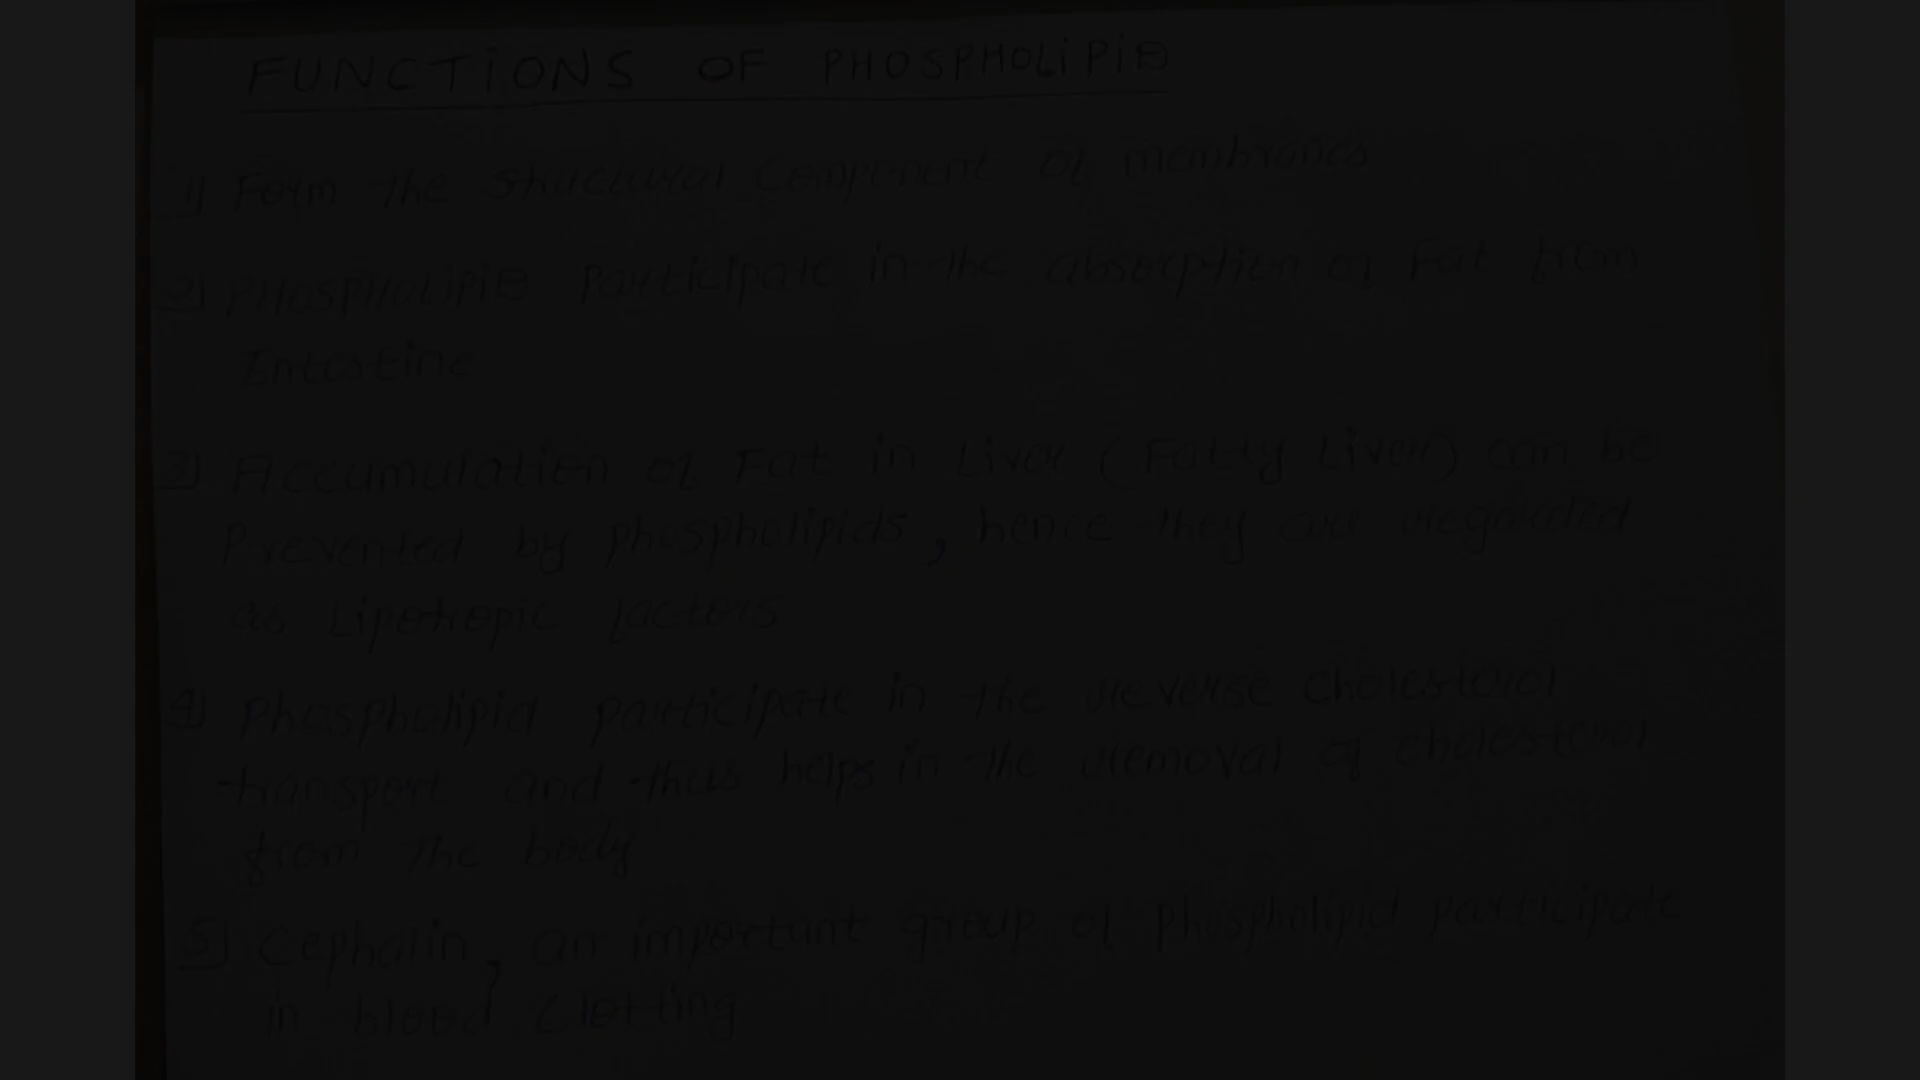 FUNCTIONS OF PHOSPHOLIPID
1) Form the structural Component of membranes
2) PHOSPHOLIPID Participate in the absorption of Fat from
Intestine
3) Accumulation of Fat in Liver (Fatty Liver) can be
Prevented by phospholipids, hence they are regarded
as Lipotropic factors
4) Phospholipid participate in the reverse Cholesterol
transport and thus helps in the removal of cholesterol
from The body
5) Cephalin, an important group of phospholipid participate
in blood Clotting